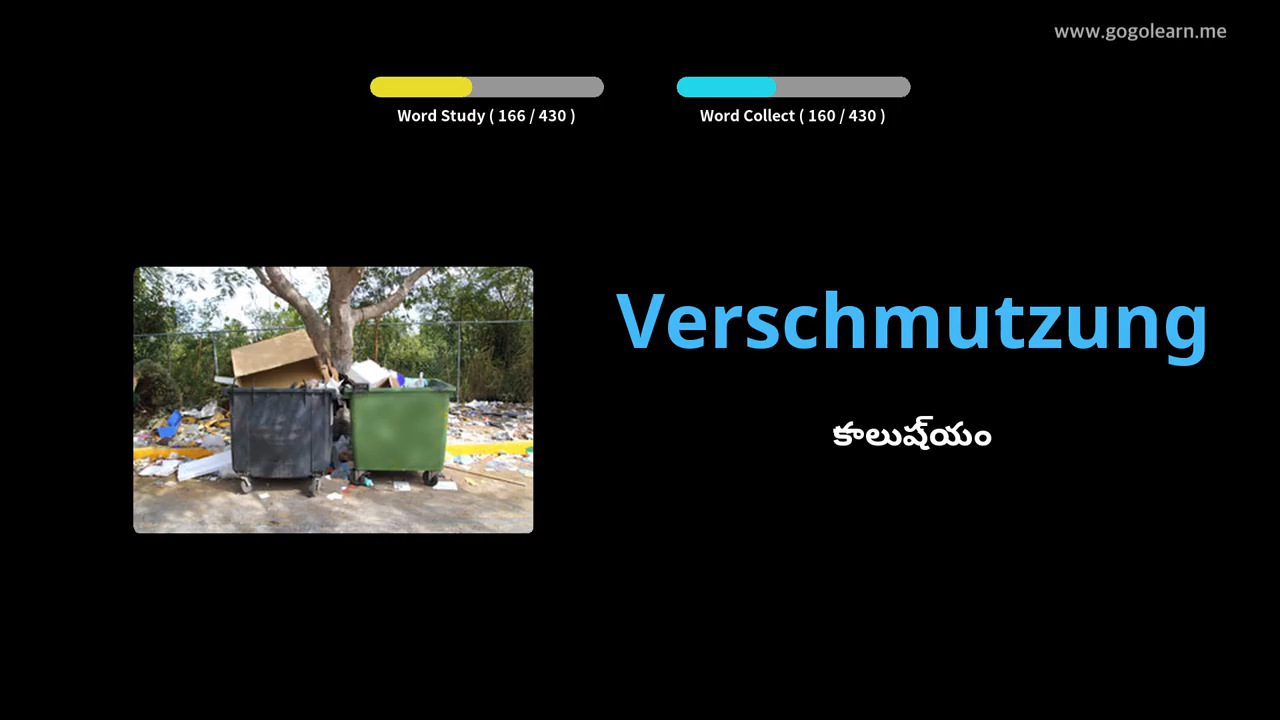 www.gogolearn.me
Word Study ( 166 / 430 )
Word Collect ( 160 / 430 )
Verschmutzung
కాలుష్యం